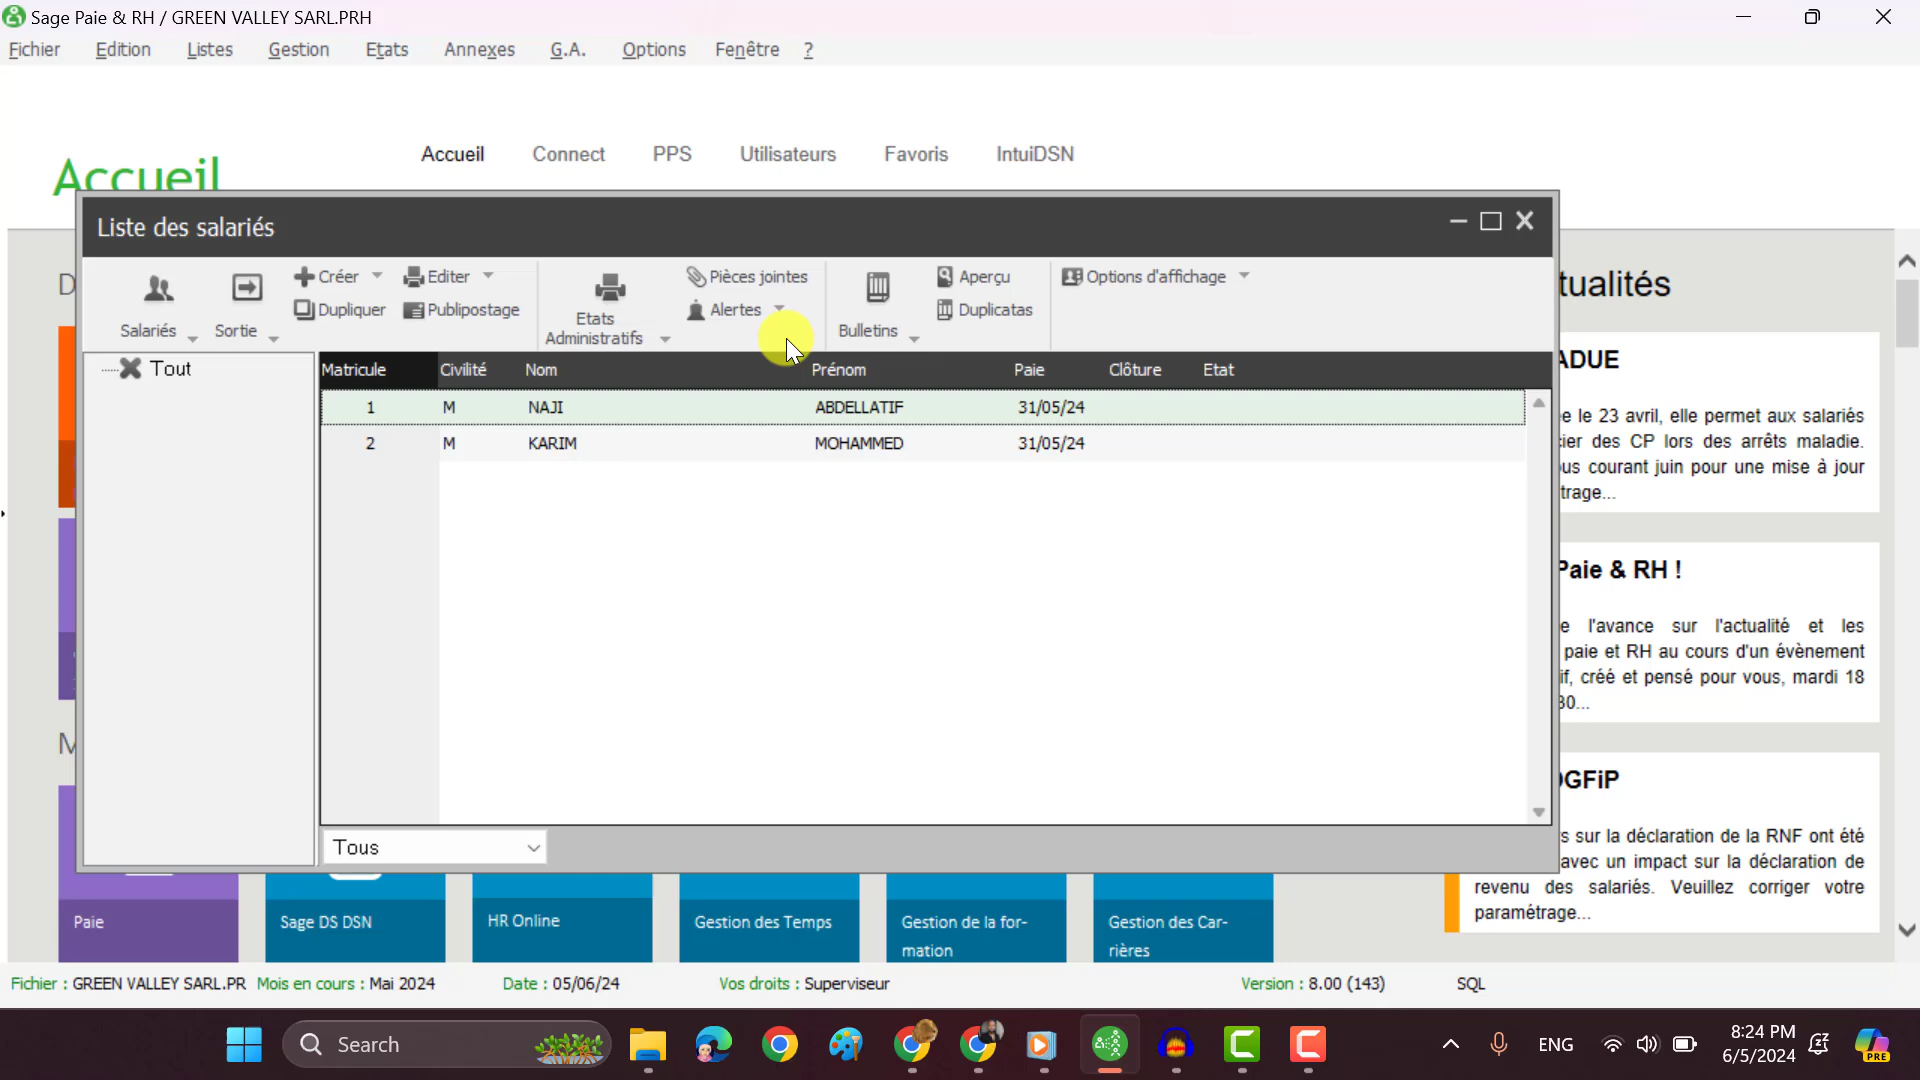 Sage Paie & RH / GREEN VALLEY SARL.PRH
Fichier Edition Listes Gestion Etats Annexes G.A. Options Fenêtre ?
Accueil
Accueil Connect PPS Utilisateurs Favoris IntuiDSN
Liste des salariés
Salariés
Sortie
Créer
Dupliquer
Editer
Publipostage
Etats
Administratifs
Pièces jointes
Alertes
Bulletins
Aperçu
Duplicatas
Options d'affichage
Tout
Matricule Civilité Nom Prénom Paie Clôture Etat
1 M NAJI ABDELLATIF 31/05/24
2 M KARIM MOHAMMED 31/05/24
Tous
tualités
ADUE
e le 23 avril, elle permet aux salariés
cier des CP lors des arrêts maladie.
us courant juin pour une mise à jour
trage...
Paie & RH !
e l'avance sur l'actualité et les
paie et RH au cours d'un évènement
if, créé et pensé pour vous, mardi 18
30...
OGFiP
s sur la déclaration de la RNF ont été
avec un impact sur la déclaration de
revenu des salariés. Veuillez corriger votre
paramétrage...
Paie
Sage DS DSN
HR Online
Gestion des Temps
Gestion de la for-
mation
Gestion des Car-
rières
Fichier : GREEN VALLEY SARL.PR Mois en cours : Mai 2024 Date : 05/06/24 Vos droits : Superviseur Version : 8.00 (143) SQL
Search
ENG
8:24 PM
6/5/2024
PRE